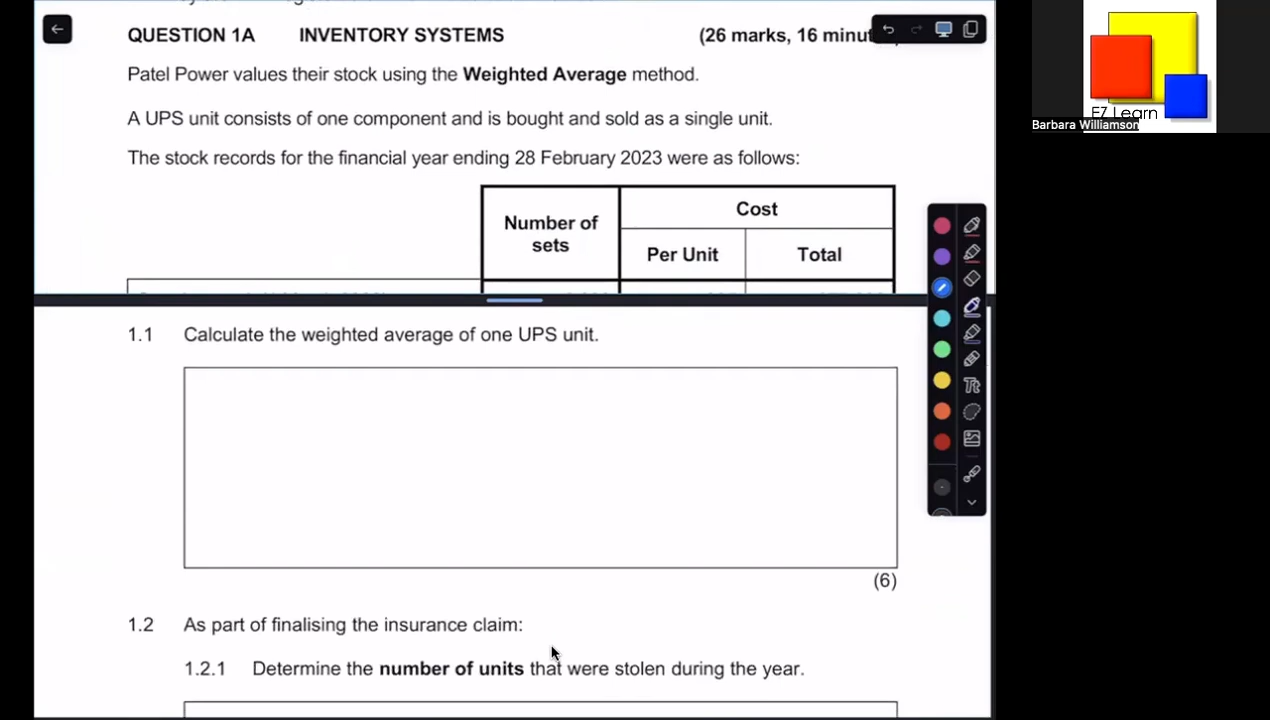 QUESTION 1A INVENTORY SYSTEMS (26 marks, 16 minut
Patel Power values their stock using the Weighted Average method.
A UPS unit consists of one component and is bought and sold as a single unit.
The stock records for the financial year ending 28 February 2023 were as follows:
Number of sets
Cost
Per Unit
Total
1.1 Calculate the weighted average of one UPS unit.
(6)
1.2 As part of finalising the insurance claim:
1.2.1 Determine the number of units that were stolen during the year.
EZ Learn
Barbara Williamson
Tt